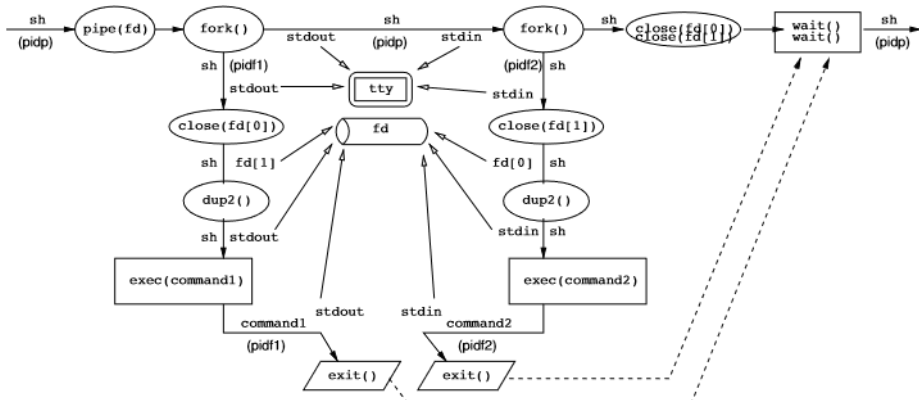 sh
(pidp)
pipe(fd)
fork()
sh
(pidp)
stdout
stdin
fork()
sh
close(fd[0])
close(fd[1])
wait()
wait()
sh
(pidp)
sh
(pidf1)
stdout
tty
stdin
(pidf2)
sh
close(fd[0])
fd
close(fd[1])
sh
fd[1]
fd[0]
sh
dup2()
dup2()
sh
stdout
stdin
sh
exec(command1)
exec(command2)
stdout
stdin
command1
(pidf1)
command2
(pidf2)
exit()
exit()